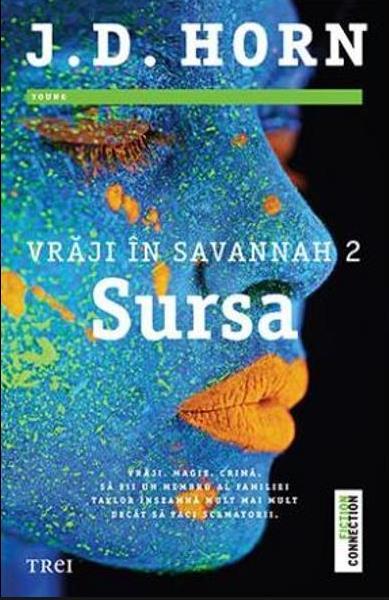 J.D. HORN
YOUNG
VRĂJI ÎN SAVANNAH 2
Sursa
VRĂJI. MAGIE. CRIMĂ.
SĂ FII UN MEMBRU AL FAMILIEI
TAYLOR ÎNSEAMNĂ MULT MAI MULT
DECÂT SĂ FACI SCAMATORII.
FICTION
CONNECTION
TREI